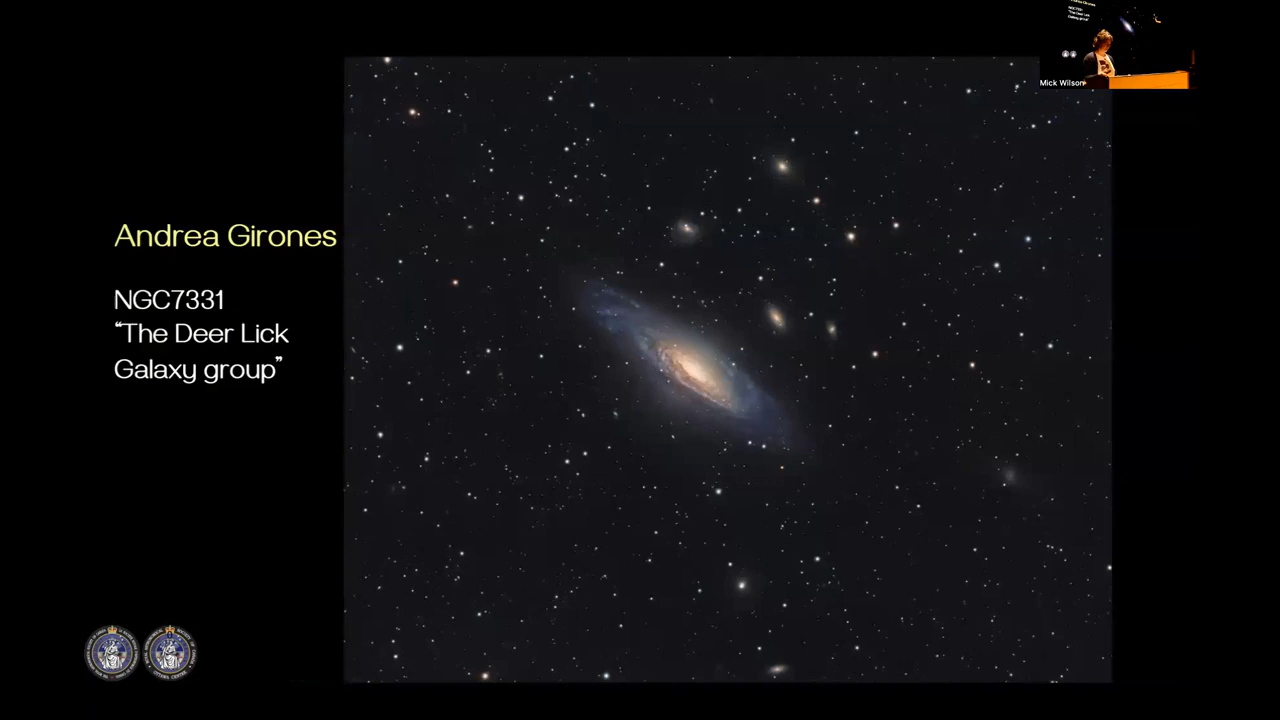 Andrea Girones
NGC7331
“The Deer Lick
Galaxy group”
Mick Wilson